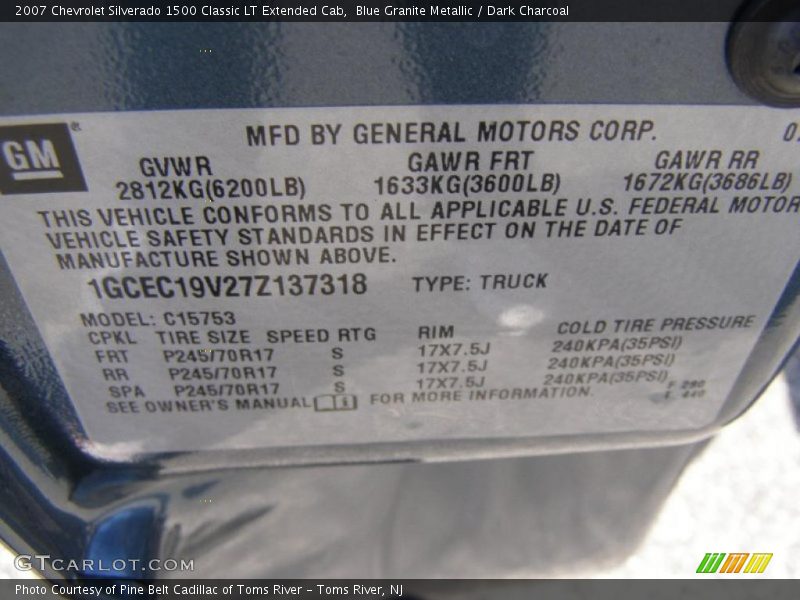 2007 Chevrolet Silverado 1500 Classic LT Extended Cab, Blue Granite Metallic / Dark Charcoal
GM
MFD BY GENERAL MOTORS CORP.
GVWR GAWR FRT GAWR RR
2812KG(6200LB) 1633KG(3600LB) 1672KG(3686LB)
THIS VEHICLE CONFORMS TO ALL APPLICABLE U.S. FEDERAL MOTOR
VEHICLE SAFETY STANDARDS IN EFFECT ON THE DATE OF
MANUFACTURE SHOWN ABOVE.
1GCEC19V27Z137318 TYPE: TRUCK
MODEL: C15753
CPKL TIRE SIZE SPEED RTG RIM COLD TIRE PRESSURE
FRT P245/70R17 S 17X7.5J 240KPA(35PSI)
RR P245/70R17 S 17X7.5J 240KPA(35PSI)
SPA P245/70R17 S 17X7.5J 240KPA(35PSI)
SEE OWNER'S MANUAL FOR MORE INFORMATION.
GTCARLOT.COM
Photo Courtesy of Pine Belt Cadillac of Toms River - Toms River, NJ